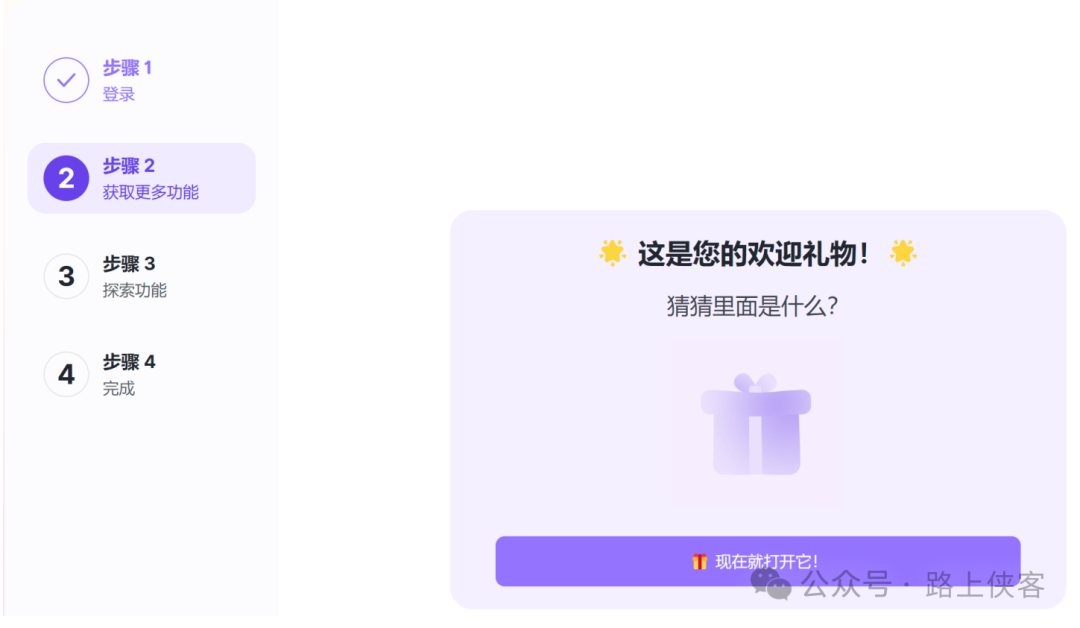 步骤 1
登录
2
步骤 2
获取更多功能
3
步骤 3
探索功能
4
步骤 4
完成
🌟 这是您的欢迎礼物！ 🌟
猜猜里面是什么？
🎁 现在就打开它！
公众号 · 路上侠客